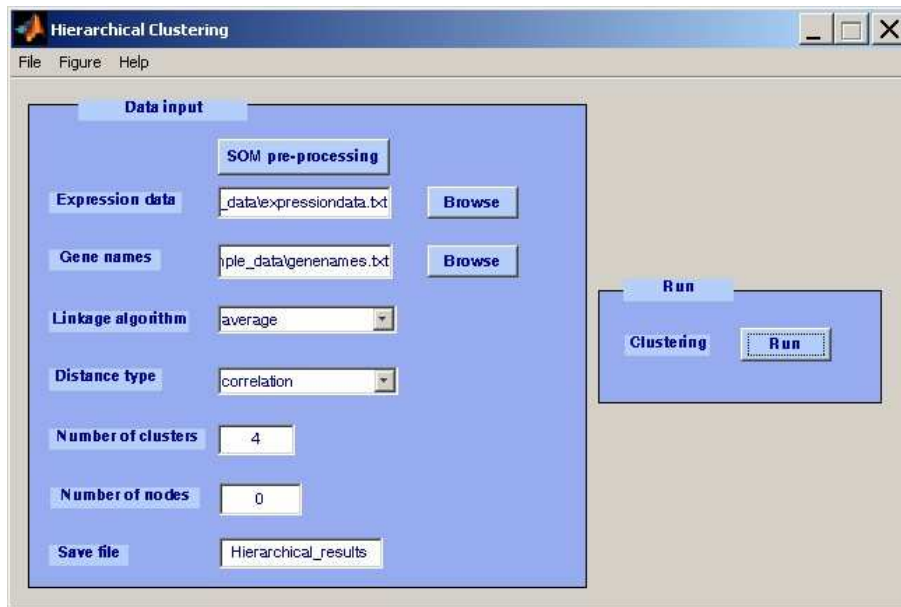 Hierarchical Clustering
File Figure Help
Data input
SOM pre-processing
Expression data _data\expressiondata.txt Browse
Gene names ple_data\genenames.txt Browse
Linkage algorithm average
Distance type correlation
Number of clusters 4
Number of nodes 0
Save file Hierarchical_results
Run
Clustering Run